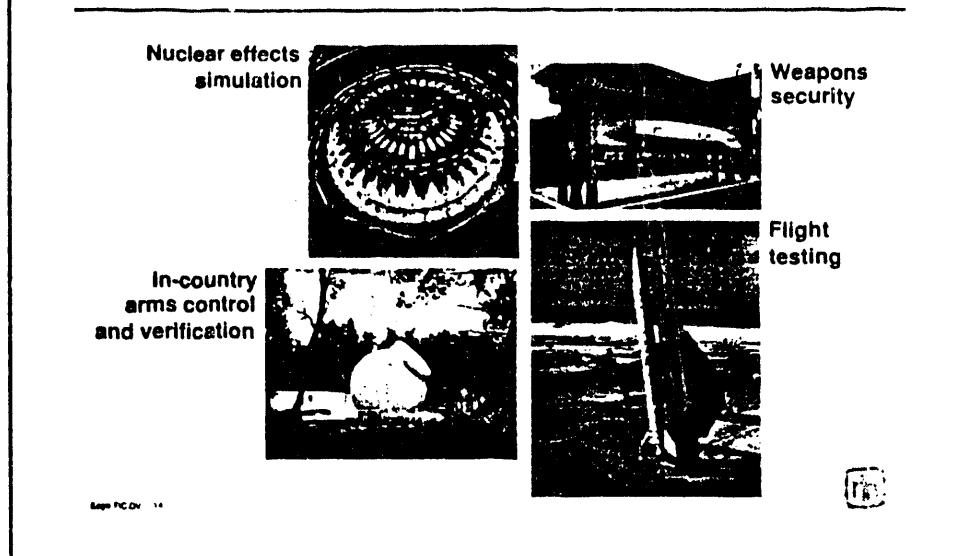 Nuclear effects
simulation
Weapons
security
Flight
testing
In-country
arms control
and verification